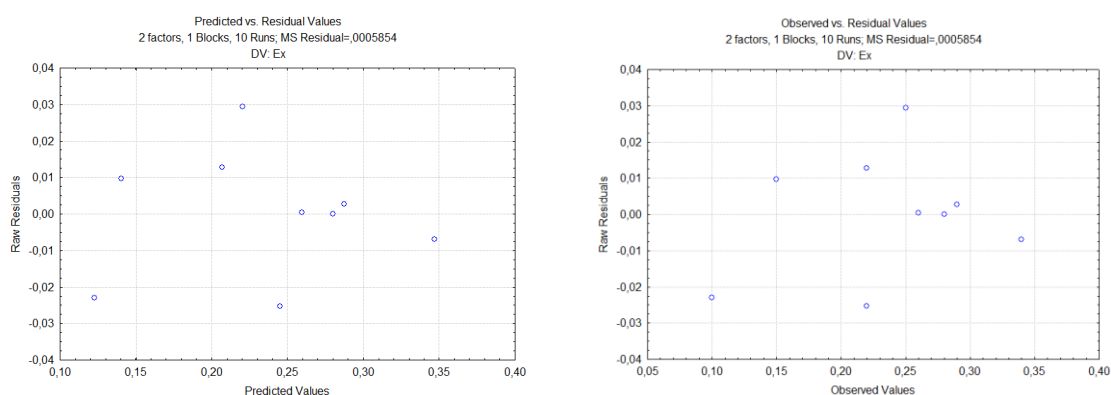 Predicted vs. Residual Values
2 factors, 1 Blocks, 10 Runs; MS Residual=,0005854
DV: Ex
0,04
0,03
0,02
0,01
0,00
-0,01
-0,02
-0,03
-0,04
Raw Residuals
0,10 0,15 0,20 0,25 0,30 0,35 0,40
Predicted Values
Observed vs. Residual Values
2 factors, 1 Blocks, 10 Runs; MS Residual=,0005854
DV: Ex
0,04
0,03
0,02
0,01
0,00
-0,01
-0,02
-0,03
-0,04
Raw Residuals
0,05 0,10 0,15 0,20 0,25 0,30 0,35 0,40
Observed Values